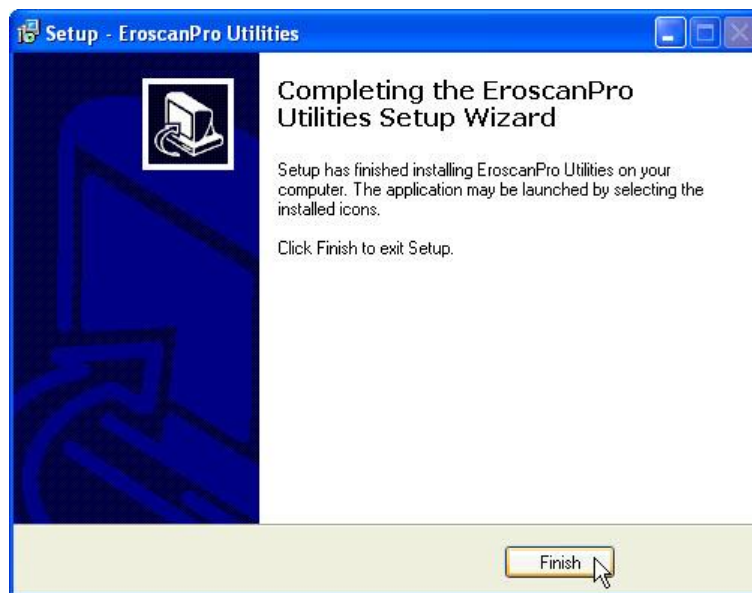 Setup - EroscanPro Utilities
Completing the EroscanPro
Utilities Setup Wizard
Setup has finished installing EroscanPro Utilities on your
computer. The application may be launched by selecting the
installed icons.
Click Finish to exit Setup.
Finish